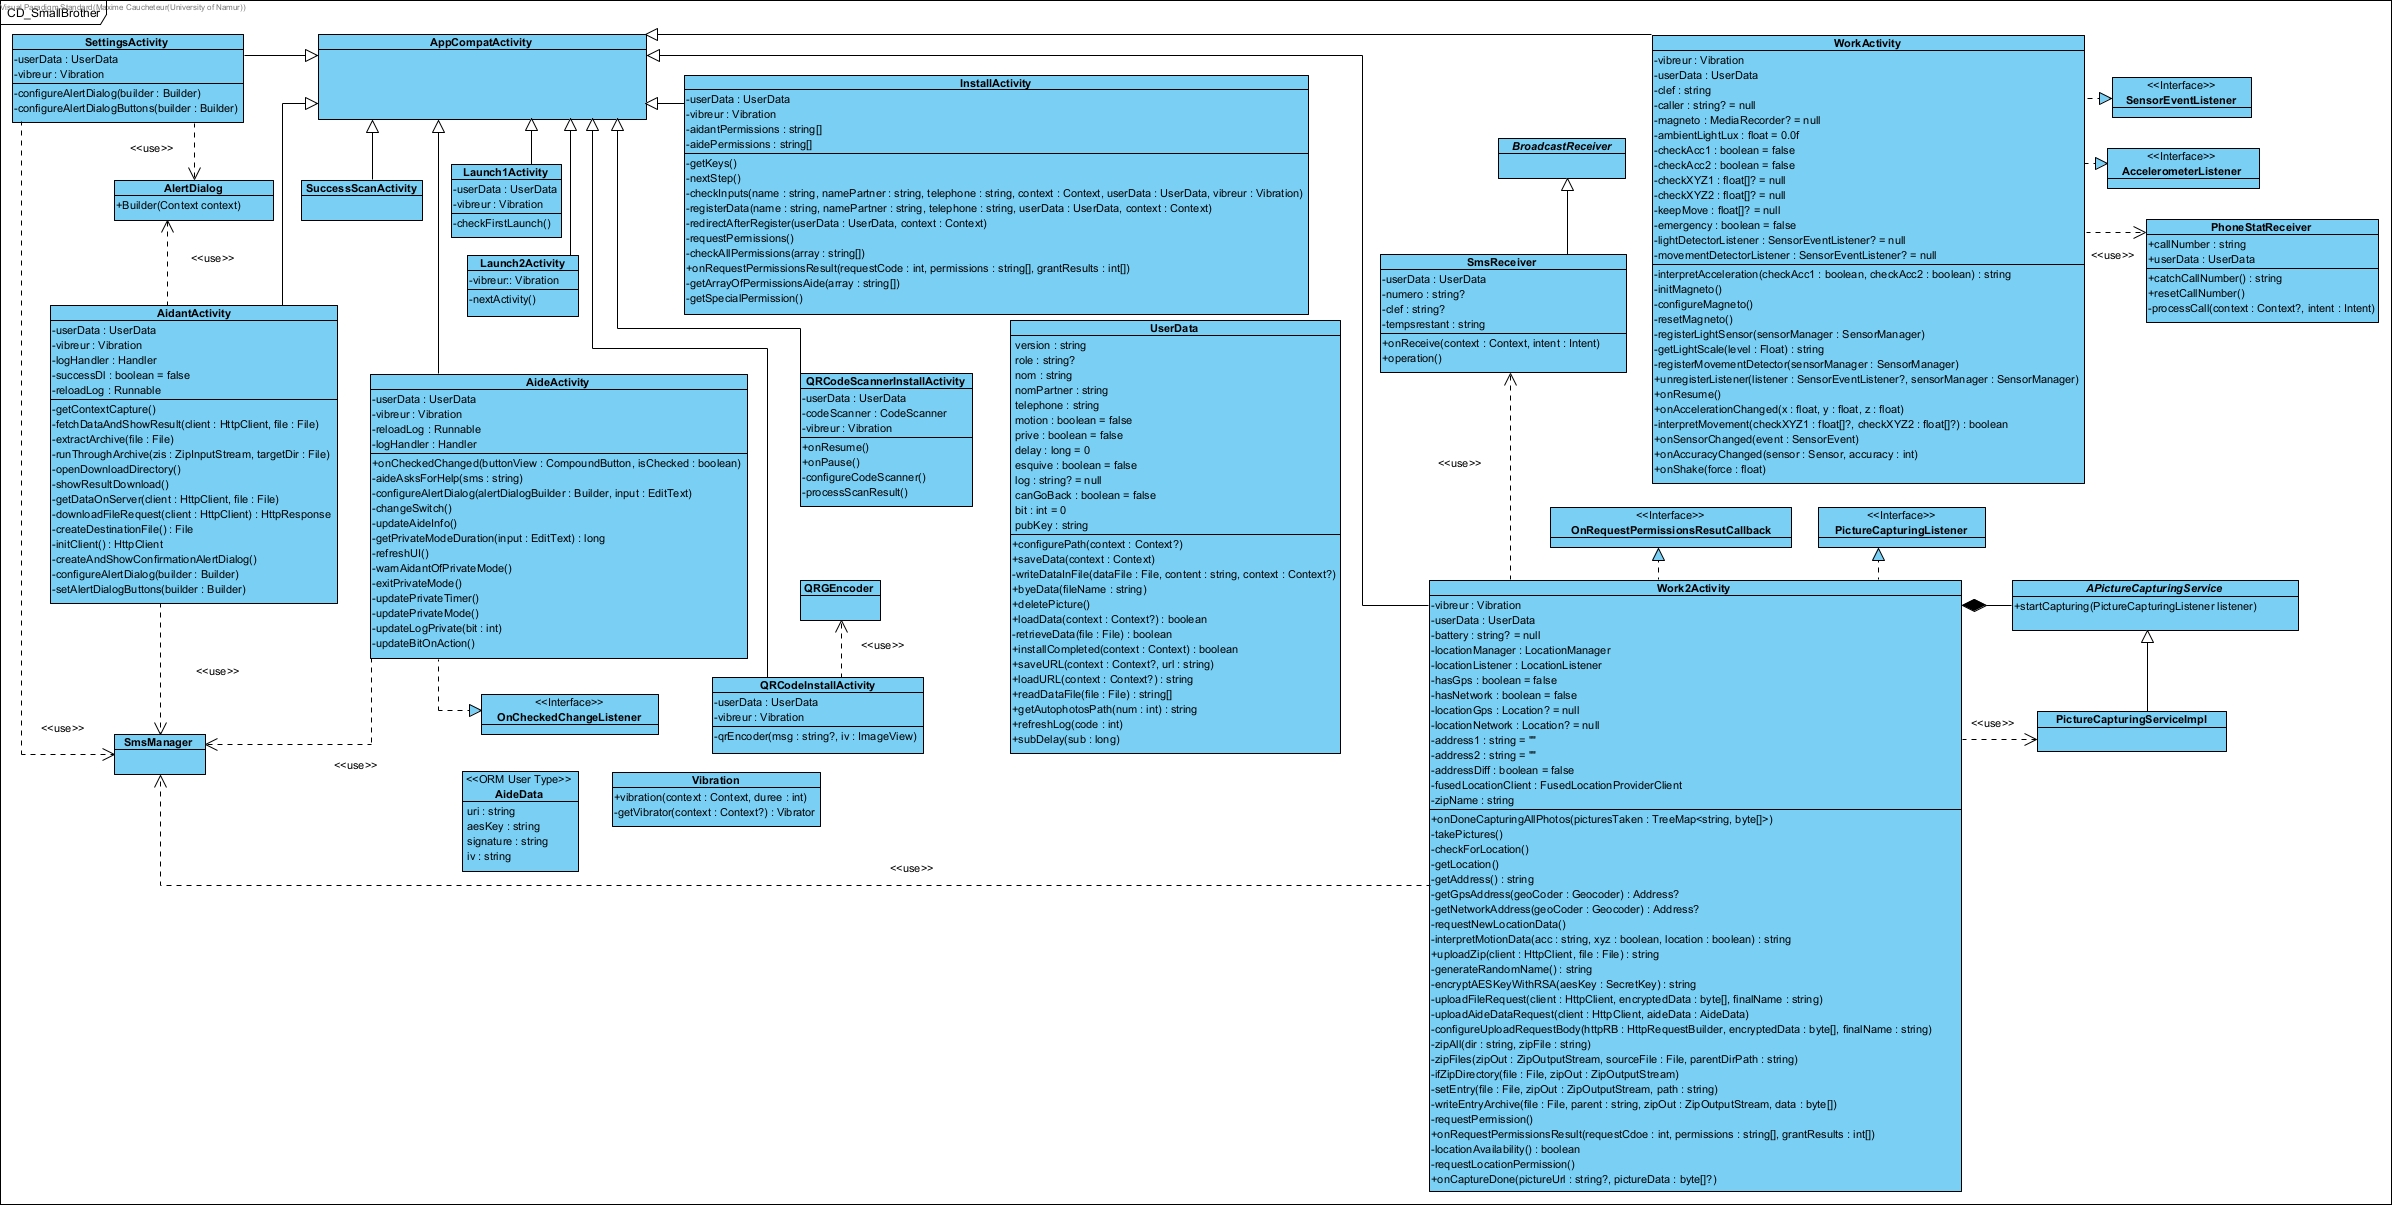 Visual Paradigm Standard(Maxime Caucheteur(University of Namur))
CD_SmallBrother
SettingsActivity
-userData : UserData
-vibreur : Vibration
-configureAlertDialog(builder : Builder)
-configureAlertDialogButtons(builder : Builder)
AppCompatActivity
InstallActivity
-userData : UserData
-vibreur : Vibration
-aidantPermissions : string[]
-aidePermissions : string[]
-getKeys()
-nextStep()
-checkInputs(name : string, namePartner : string, telephone : string, context : Context, userData : UserData, vibreur : Vibration)
-registerData(name : string, namePartner : string, telephone : string, userData : UserData, context : Context)
-redirectAfterRegister(userData : UserData, context : Context)
-requestPermissions()
-checkAllPermissions(array : string[])
+onRequestPermissionsResult(requestCode : int, permissions : string[], grantResults : int[])
-getArrayOfPermissionsAide(array : string[])
-getSpecialPermission()
WorkActivity
-vibreur : Vibration
-userData : UserData
-clef : string
-caller : string? = null
-magneto : MediaRecorder? = null
-ambientLightLux : float = 0.0f
-checkAcc1 : boolean = false
-checkAcc2 : boolean = false
-checkXYZ1 : float[]? = null
-checkXYZ2 : float[]? = null
-keepMove : float[]? = null
-emergency : boolean = false
-lightDetectorListener : SensorEventListener? = null
-movementDetectorListener : SensorEventListener? = null
-interpretAcceleration(checkAcc1 : boolean, checkAcc2 : boolean) : string
-initMagneto()
-configureMagneto()
-resetMagneto()
-registerLightSensor(sensorManager : SensorManager)
-getLightScale(level : Float) : string
-registerMovementDetector(sensorManager : SensorManager)
+unregisterListener(listener : SensorEventListener?, sensorManager : SensorManager)
+onResume()
+onAccelerationChanged(x : float, y : float, z : float)
-interpretMovement(checkXYZ1 : float[]?, checkXYZ2 : float[]?) : boolean
+onSensorChanged(event : SensorEvent)
+onAccuracyChanged(sensor : Sensor, accuracy : int)
+onShake(force : float)
<<Interface>>
SensorEventListener
<<Interface>>
AccelerometerListener
<<use>>
PhoneStatReceiver
+callNumber : string
+userData : UserData
+catchCallNumber() : string
+resetCallNumber()
-processCall(context : Context?, intent : Intent)
BroadcastReceiver
SmsReceiver
-userData : UserData
-numero : string?
-clef : string?
-tempsrestant : string
+onReceive(context : Context, intent : Intent)
+operation()
<<use>>
<<use>>
AlertDialog
+Builder(Context context)
<<use>>
SuccessScanActivity
Launch1Activity
-userData : UserData
-vibreur : Vibration
-checkFirstLaunch()
Launch2Activity
-vibreur:: Vibration
-nextActivity()
AidantActivity
-userData : UserData
-vibreur : Vibration
-logHandler : Handler
-successDl : boolean = false
-reloadLog : Runnable
-getContextCapture()
-fetchDataAndShowResult(client : HttpClient, file : File)
-extractArchive(file : File)
-runThroughArchive(zis : ZipInputStream, targetDir : File)
-openDownloadDirectory()
-showResultDownload()
-getDataOnServer(client : HttpClient, file : File)
-downloadFileRequest(client : HttpClient) : HttpResponse
-createDestinationFile() : File
-initClient() : HttpClient
-createAndShowConfirmationAlertDialog()
-configureAlertDialog(builder : Builder)
-setAlertDialogButtons(builder : Builder)
AideActivity
-userData : UserData
-vibreur : Vibration
-reloadLog : Runnable
-logHandler : Handler
+onCheckedChanged(buttonView : CompoundButton, isChecked : boolean)
-aideAsksForHelp(sms : string)
-configureAlertDialog(alertDialogBuilder : Builder, input : EditText)
-changeSwitch()
-updateAideInfo()
-getPrivateModeDuration(input : EditText) : long
-refreshUI()
-warnAidantOfPrivateMode()
-exitPrivateMode()
-updatePrivateTimer()
-updatePrivateMode()
-updateLogPrivate(bit : int)
-updateBitOnAction()
QRCodeScannerInstallActivity
-userData : UserData
-codeScanner : CodeScanner
-vibreur : Vibration
+onResume()
+onPause()
-configureCodeScanner()
-processScanResult()
UserData
version : string
role : string?
nom : string
nomPartner : string
telephone : string
motion : boolean = false
prive : boolean = false
delay : long = 0
esquive : boolean = false
log : string? = null
canGoBack : boolean = false
bit : int = 0
pubKey : string
+configurePath(context : Context?)
+saveData(context : Context)
-writeDataInFile(dataFile : File, content : string, context : Context?)
+byeData(fileName : string)
+deletePicture()
+loadData(context : Context?) : boolean
-retrieveData(file : File) : boolean
+installCompleted(context : Context) : boolean
+saveURL(context : Context?, url : string)
+loadURL(context : Context?) : string
+readDataFile(file : File) : string[]
+getAutophotosPath(num : int) : string
+refreshLog(code : int)
+subDelay(sub : long)
QRGEncoder
<<use>>
QRCodeInstallActivity
-userData : UserData
-vibreur : Vibration
-qrEncoder(msg : string?, iv : ImageView)
<<Interface>>
OnCheckedChangeListener
<<use>>
<<use>>
SmsManager
<<use>>
<<ORM User Type>>
AideData
uri : string
aesKey : string
signature : string
iv : string
Vibration
+vibration(context : Context, duree : int)
-getVibrator(context : Context?) : Vibrator
<<use>>
<<Interface>>
OnRequestPermissionsResutCallback
<<Interface>>
PictureCapturingListener
Work2Activity
-vibreur : Vibration
-userData : UserData
-battery : string? = null
-locationManager : LocationManager
-locationListener : LocationListener
-hasGps : boolean = false
-hasNetwork : boolean = false
-locationGps : Location? = null
-locationNetwork : Location? = null
-address1 : string = ""
-address2 : string = ""
-addressDiff : boolean = false
-fusedLocationClient : FusedLocationProviderClient
-zipName : string
+onDoneCapturingAllPhotos(picturesTaken : TreeMap<string, byte[]>)
-takePictures()
-checkForLocation()
-getLocation()
-getAddress() : string
-getGpsAddress(geoCoder : Geocoder) : Address?
-getNetworkAddress(geoCoder : Geocoder) : Address?
-requestNewLocationData()
-interpretMotionData(acc : string, xyz : boolean, location : boolean) : string
+uploadZip(client : HttpClient, file : File) : string
-generateRandomName() : string
-encryptAESKeyWithRSA(aesKey : SecretKey) : string
-uploadFileRequest(client : HttpClient, encryptedData : byte[], finalName : string)
-uploadAideDataRequest(client : HttpClient, aideData : AideData)
-configureUploadRequestBody(httpRB : HttpRequestBuilder, encryptedData : byte[], finalName : string)
-zipAll(dir : string, zipFile : string)
-zipFiles(zipOut : ZipOutputStream, sourceFile : File, parentDirPath : string)
-ifZipDirectory(file : File, zipOut : ZipOutputStream)
-setEntry(file : File, zipOut : ZipOutputStream, path : string)
-writeEntryArchive(file : File, parent : string, zipOut : ZipOutputStream, data : byte[])
-requestPermission()
+onRequestPermissionsResult(requestCdoe : int, permissions : string[], grantResults : int[])
-locationAvailability() : boolean
-requestLocationPermission()
+onCaptureDone(pictureUrl : string?, pictureData : byte[]?)
APictureCapturingService
+startCapturing(PictureCapturingListener listener)
<<use>>
PictureCapturingServiceImpl